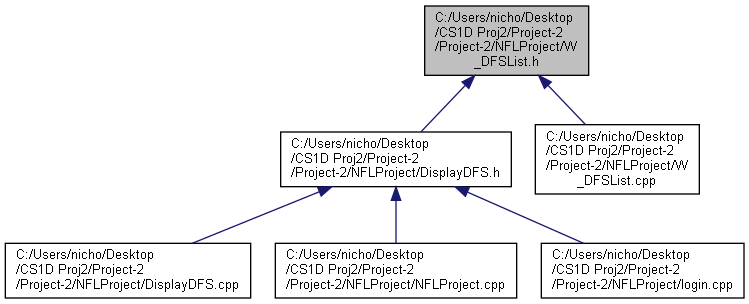 C:/Users/nicho/Desktop
/CS1D Proj2/Project-2
/Project-2/NFLProject/W
_DFSList.h
C:/Users/nicho/Desktop
/CS1D Proj2/Project-2
/Project-2/NFLProject/DisplayDFS.h
C:/Users/nicho/Desktop
/CS1D Proj2/Project-2
/Project-2/NFLProject/W
_DFSList.cpp
C:/Users/nicho/Desktop
/CS1D Proj2/Project-2
/Project-2/NFLProject/DisplayDFS.cpp
C:/Users/nicho/Desktop
/CS1D Proj2/Project-2
/Project-2/NFLProject/NFLProject.cpp
C:/Users/nicho/Desktop
/CS1D Proj2/Project-2
/Project-2/NFLProject/login.cpp